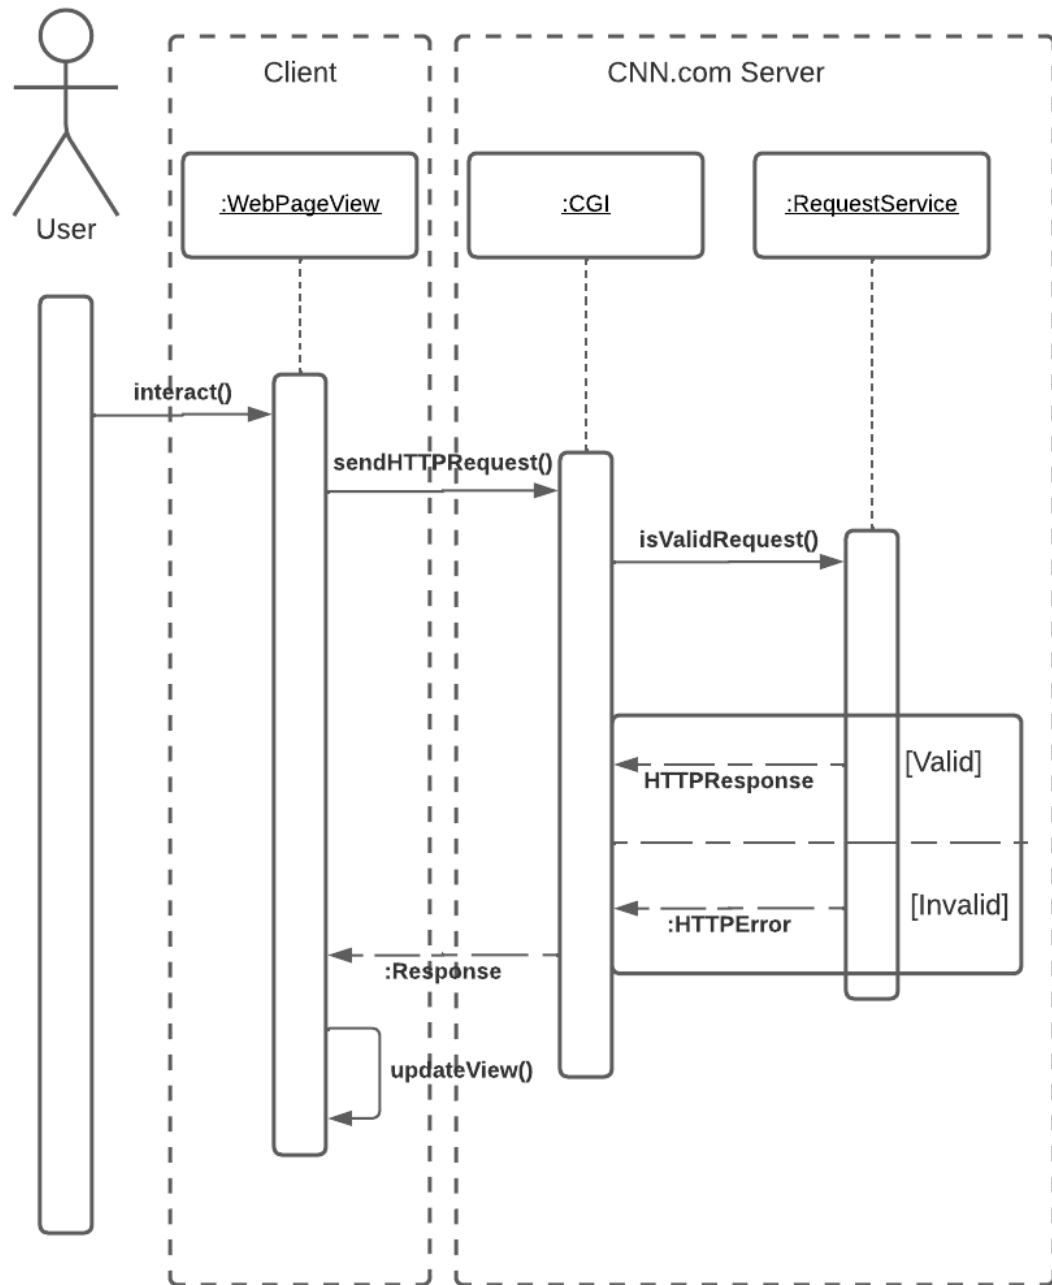 Client
CNN.com Server
:WebPageView
:CGI
:RequestService
User
interact()
sendHTTPRequest()
isValidRequest()
[Valid]
HTTPResponse
[Invalid]
:HTTPError
:Response
updateView()